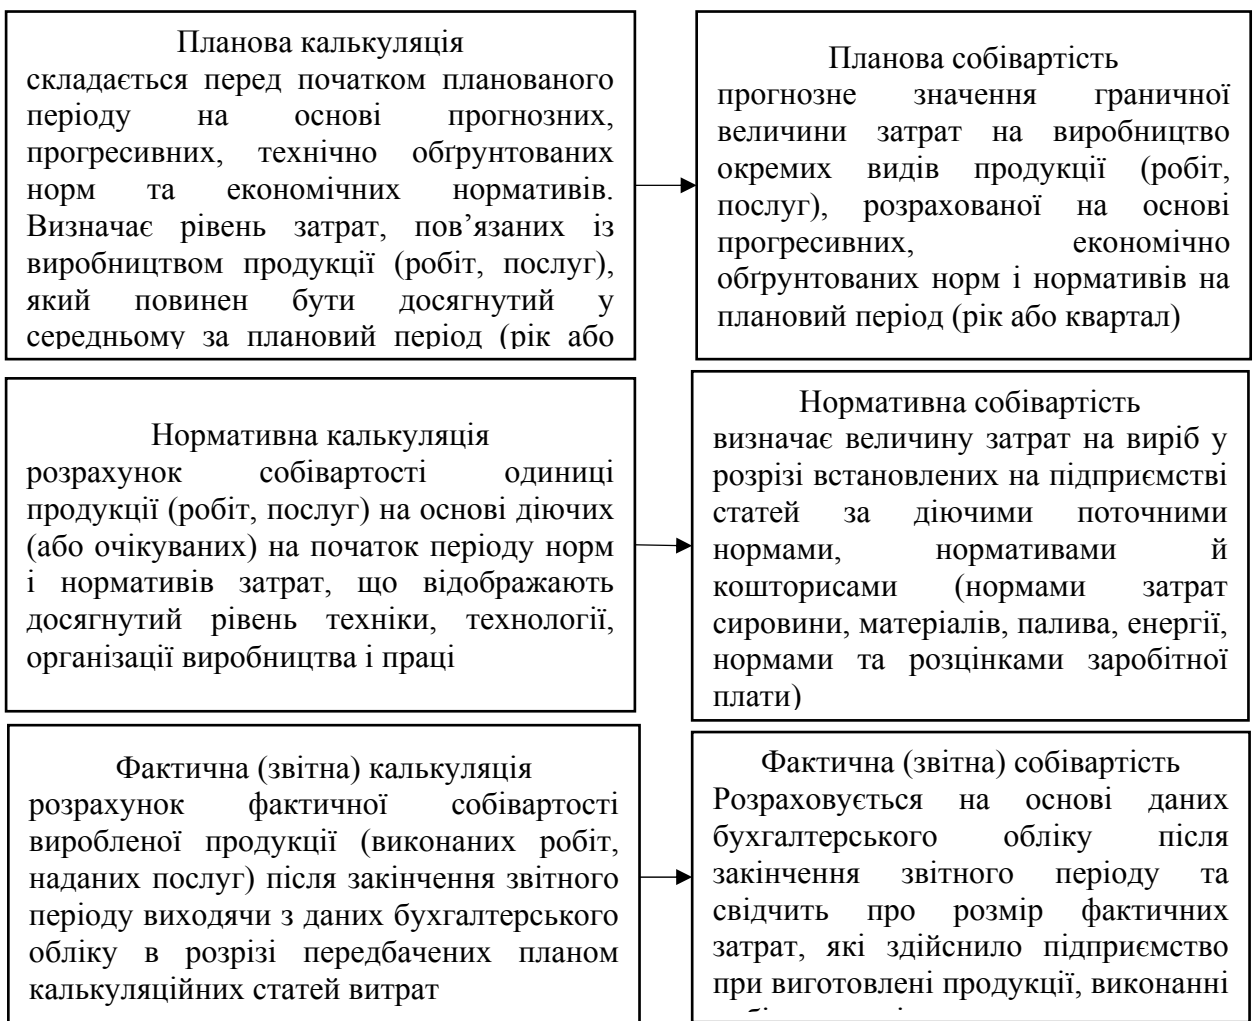 Планова калькуляція
складається перед початком планованого
періоду на основі прогнозних,
прогресивних, технічно обґрунтованих
норм та економічних нормативів.
Визначає рівень затрат, пов’язаних із
виробництвом продукції (робіт, послуг),
який повинен бути досягнутий у
середньому за плановий період (рік або
Планова собівартість
прогнозне значення граничної
величини затрат на виробництво
окремих видів продукції (робіт,
послуг), розрахованої на основі
прогресивних, економічно
обґрунтованих норм і нормативів на
плановий період (рік або квартал)
Нормативна калькуляція
розрахунок собівартості одиниці
продукції (робіт, послуг) на основі діючих
(або очікуваних) на початок періоду норм
і нормативів затрат, що відображають
досягнутий рівень техніки, технології,
організації виробництва і праці
Нормативна собівартість
визначає величину затрат на виріб у
розрізі встановлених на підприємстві
статей за діючими поточними
нормами, нормативами й
кошторисами (нормами затрат
сировини, матеріалів, палива, енергії,
нормами та розцінками заробітної
плати)
Фактична (звітна) калькуляція
розрахунок фактичної собівартості
виробленої продукції (виконаних робіт,
наданих послуг) після закінчення звітного
періоду виходячи з даних бухгалтерського
обліку в розрізі передбачених планом
калькуляційних статей витрат
Фактична (звітна) собівартість
Розраховується на основі даних
бухгалтерського обліку після
закінчення звітного періоду та
свідчить про розмір фактичних
затрат, які здійснило підприємство
при виготовлені продукції, виконанні